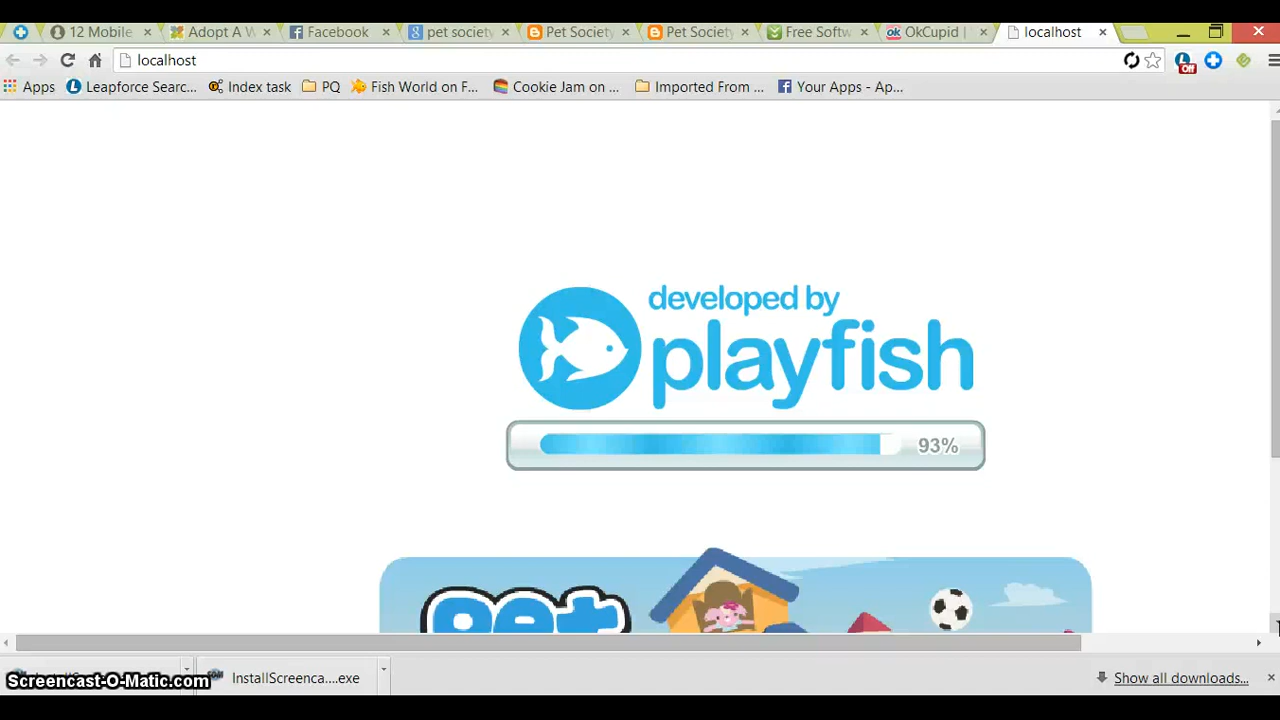 12 Mobile
Adopt A W
Facebook
pet society
Pet Society
Pet Society
Free Softw
OkCupid |
localhost
localhost
Off
Apps
Leapforce Searc...
Index task
PQ
Fish World on F...
Cookie Jam on ...
Imported From ...
Your Apps - Ap...
developed by
playfish
93%
pet
InstallScreenca....exe
Show all downloads...
Screencast-O-Matic.com